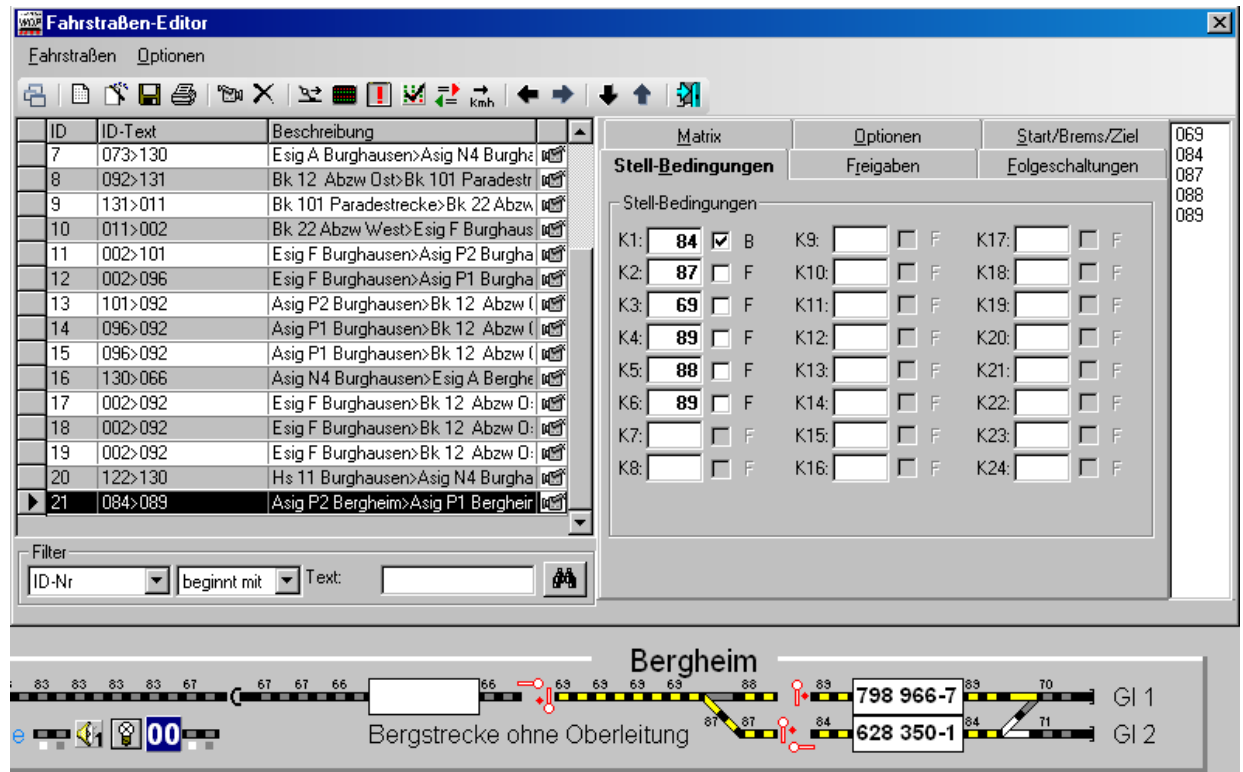 Fahrstraßen-Editor
Fahrstraßen Optionen
kmh
ID ID-Text Beschreibung
7 073>130 Esig A Burghausen>Asig N4 Burgha
8 092>131 Bk 12 Abzw Ost>Bk 101 Paradestr
9 131>011 Bk 101 Paradestrecke>Bk 22 Abzw
10 011>002 Bk 22 Abzw West>Esig F Burghaus
11 002>101 Esig F Burghausen>Asig P2 Burgha
12 002>096 Esig F Burghausen>Asig P1 Burgha
13 101>092 Asig P2 Burghausen>Bk 12 Abzw (
14 096>092 Asig P1 Burghausen>Bk 12 Abzw (
15 096>092 Asig P1 Burghausen>Bk 12 Abzw (
16 130>066 Asig N4 Burghausen>Esig A Berghe
17 002>092 Esig F Burghausen>Bk 12 Abzw O:
18 002>092 Esig F Burghausen>Bk 12 Abzw O:
19 002>092 Esig F Burghausen>Bk 12 Abzw O:
20 122>130 Hs 11 Burghausen>Asig N4 Burgha
21 084>089 Asig P2 Bergheim>Asig P1 Bergheir
Filter
ID-Nr beginnt mit Text:
Matrix Optionen Start/Brems/Ziel
Stell-Bedingungen Freigaben Folgeschaltungen
Stell-Bedingungen
K1: 84 B K9: F K17: F
K2: 87 F K10: F K18: F
K3: 69 F K11: F K19: F
K4: 89 F K12: F K20: F
K5: 88 F K13: F K21: F
K6: 89 F K14: F K22: F
K7: F K15: F K23: F
K8: F K16: F K24: F
069
084
087
088
089
Bergheim
83 83 83 83 67 67 67 66 66 69 69 69 69 88 89 798 966-7 89 70 Gl 1
e 1 00 Bergstrecke ohne Oberleitung 87 87 84 628 350-1 84 71 Gl 2